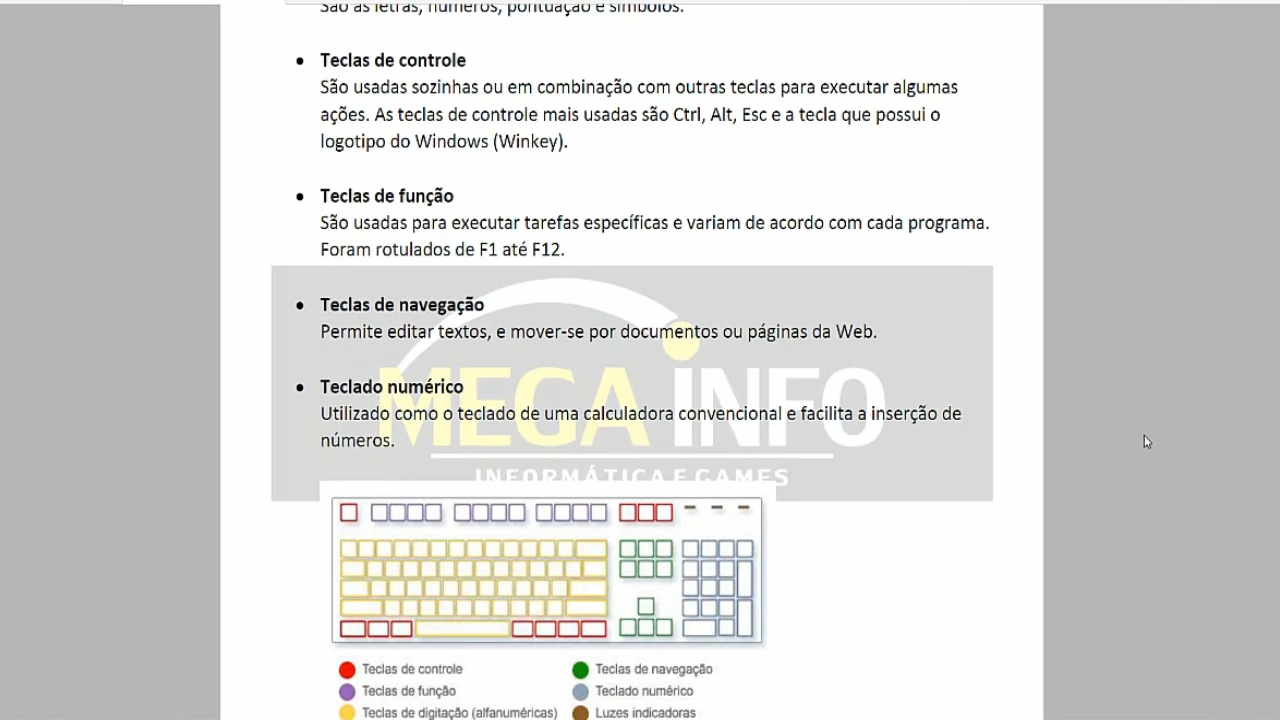 São as letras, números, pontuação e símbolos.
Teclas de controle
São usadas sozinhas ou em combinação com outras teclas para executar algumas
ações. As teclas de controle mais usadas são Ctrl, Alt, Esc e a tecla que possui o
logotipo do Windows (Winkey).
Teclas de função
São usadas para executar tarefas específicas e variam de acordo com cada programa.
Foram rotulados de F1 até F12.
Teclas de navegação
Permite editar textos, e mover-se por documentos ou páginas da Web.
Teclado numérico
Utilizado como o teclado de uma calculadora convencional e facilita a inserção de
números.
MEGA INFO
INFORMÁTICA E GAMES
Teclas de controle
Teclas de navegação
Teclas de função
Teclado numérico
Teclas de digitação (alfanuméricas)
Luzes indicadoras